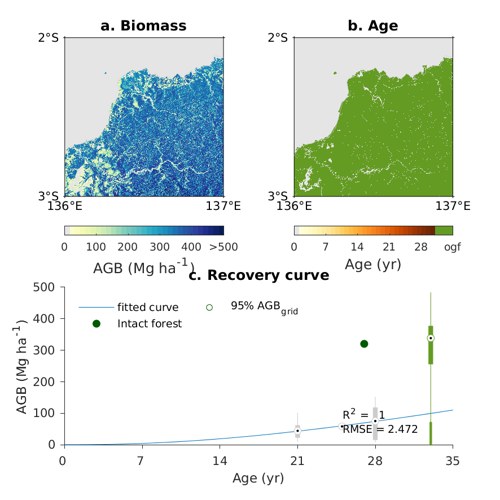 a. Biomass
b. Age
2°S
2°S
3°S
3°S
136°E
137°E
136°E
137°E
0 100 200 300 400 >500
0 7 14 21 28 ogf
AGB (Mg ha-1)
Age (yr)
c. Recovery curve
500
400
300
200
100
0
AGB (Mg ha-1)
fitted curve
95% AGBgrid
Intact forest
R2 = 1
RMSE = 2.472
0 7 14 21 28 35
Age (yr)